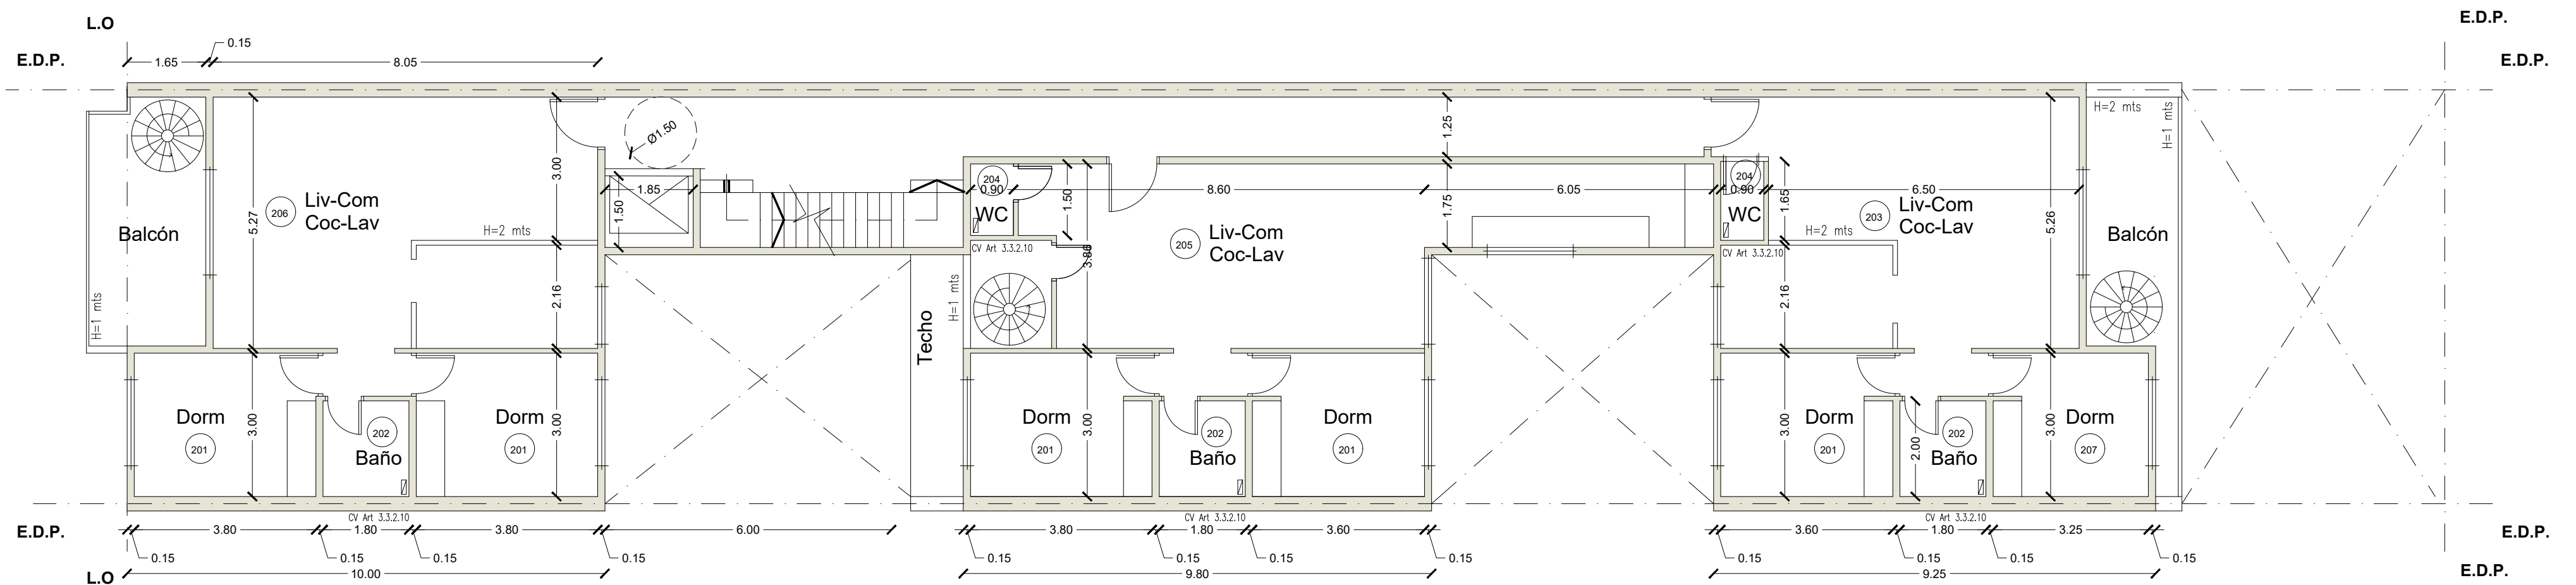 L.O
E.D.P.
E.D.P.
E.D.P.
0.15
1.65
8.05
H=2 mts
H=1 mts
Ø1.50
1.25
3.00
1.85
1.50
204
0.90
WC
1.50
8.60
6.05
1.75
204
0.90
WC
1.65
6.50
5.26
5.27
206
Liv-Com
Coc-Lav
Balcón
H=2 mts
205
Liv-Com
Coc-Lav
CV Art 3.3.2.10
203
Liv-Com
Coc-Lav
H=2 mts
CV Art 3.3.2.10
Balcón
H=1 mts
2.16
H=1 mts
Techo
2.16
Dorm
201
3.00
202
Baño
Dorm
201
3.00
Dorm
201
3.00
202
Baño
Dorm
201
Dorm
201
3.00
2.00
202
Baño
Dorm
207
3.00
E.D.P.
CV Art 3.3.2.10
CV Art 3.3.2.10
CV Art 3.3.2.10
E.D.P.
3.80
1.80
3.80
6.00
3.80
1.80
3.60
3.60
1.80
3.25
0.15
0.15
0.15
0.15
0.15
0.15
0.15
0.15
0.15
0.15
0.15
0.15
L.O
10.00
9.80
9.25
E.D.P.